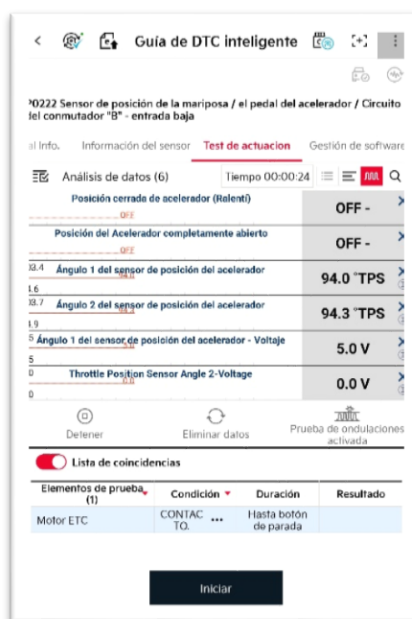 Guía de DTC inteligente
P0222 Sensor de posición de la mariposa / el pedal del acelerador / Circuito
del conmutador "B" - entrada baja
al Info. Información del sensor Test de actuacion Gestión de software
Análisis de datos (6) Tiempo 00:00:24
Posición cerrada de acelerador (Ralentí)
OFF
OFF -
Posición del Acelerador completamente abierto
OFF
OFF -
Ángulo 1 del sensor de posición del acelerador
94.0 °TPS
Ángulo 2 del sensor de posición del acelerador
94.3 °TPS
Ángulo 1 del sensor de posición del acelerador - Voltaje
5.0 V
Throttle Position Sensor Angle 2-Voltage
0.0 V
Detener Eliminar datos Prueba de ondulaciones
activada
Lista de coincidencias
Elementos de prueba Condición Duración Resultado
(1)
Motor ETC CONTAC ... Hasta botón
TO. de parada
Iniciar